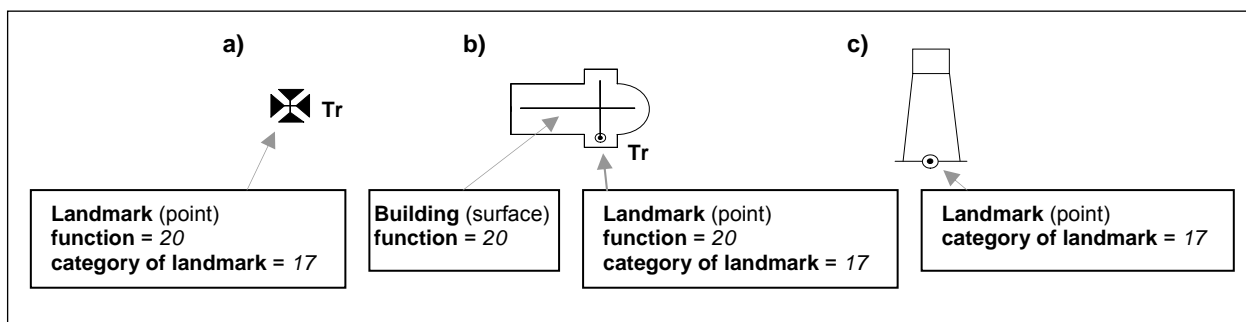 a)
b)
c)
Tr
Tr
Landmark (point)
function = 20
category of landmark = 17
Building (surface)
function = 20
Landmark (point)
function = 20
category of landmark = 17
Landmark (point)
category of landmark = 17